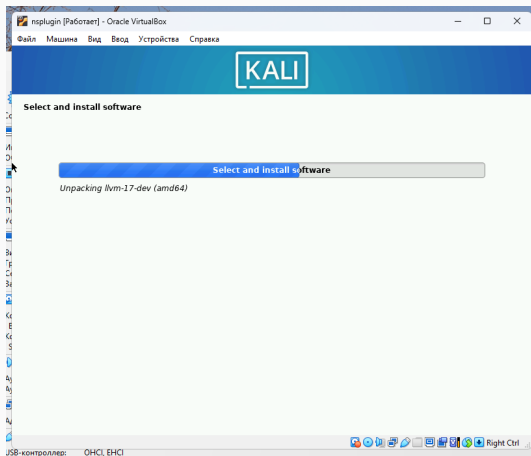 nsplugin [Работает] - Oracle VirtualBox
Файл Машина Вид Ввод Устройства Справка
KALI
Select and install software
Select and install software
Unpacking llvm-17-dev (amd64)
Right Ctrl
USB-контроллер: OHCI, EHCI